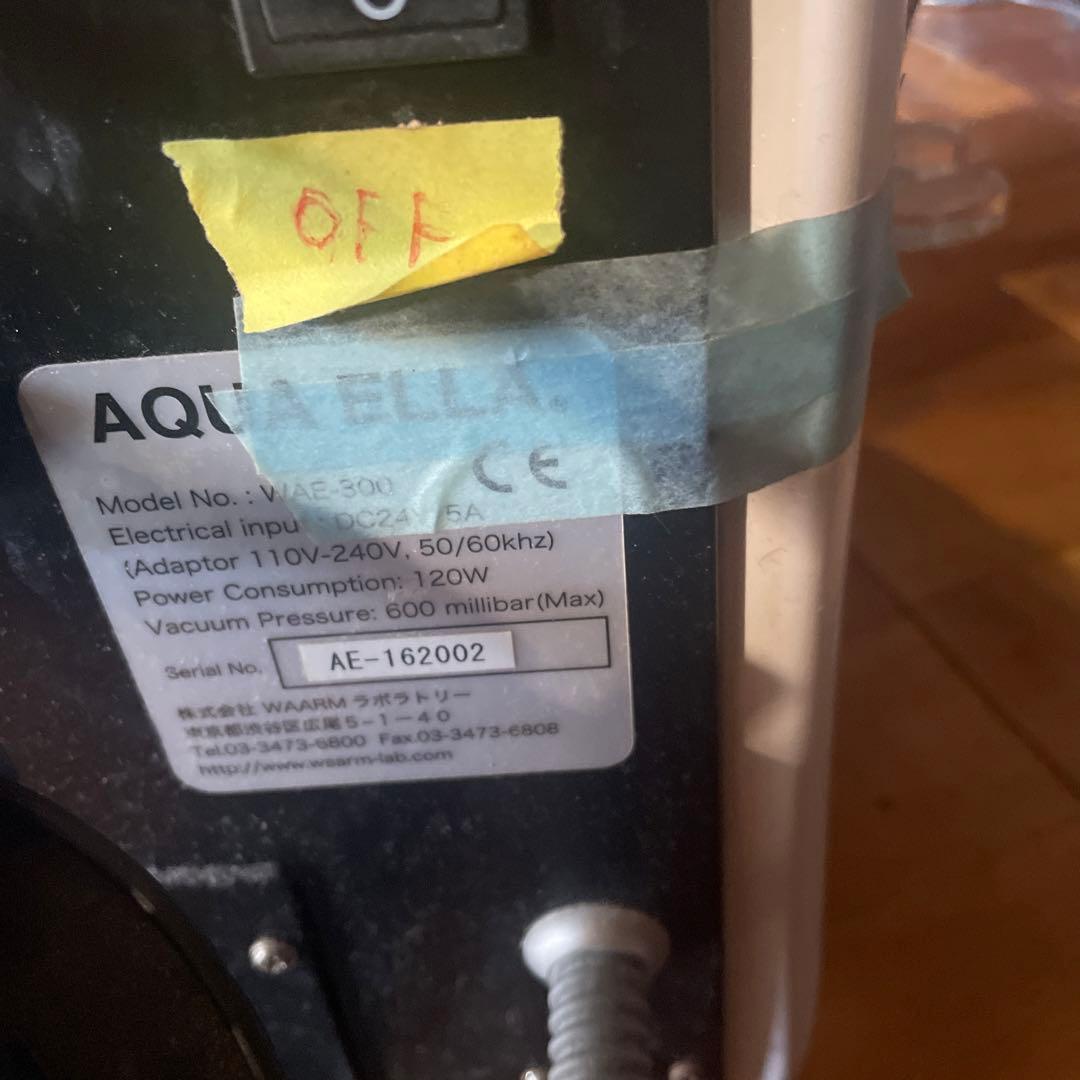 OFF
AQUA ELLA.
CE
Model No. : WAE-300
Electrical input : DC24V 5A
(Adaptor 110V-240V, 50/60khz)
Power Consumption: 120W
Vacuum Pressure: 600 millibar(Max)
Serial No. AE-162002
株式会社 WAARM ラボラトリー
東京都渋谷区広尾5-1-40
Tel.03-3473-6800 Fax.03-3473-6808
http://www.wsarm-lab.com